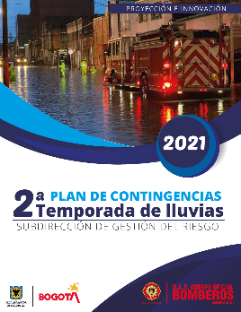 PROYECCIÓN E INNOVACIÓN
2021
2ª PLAN DE CONTINGENCIAS
Temporada de lluvias
SUBDIRECCIÓN DE GESTIÓN DEL RIESGO
BOGOTÁ
BOMBEROS